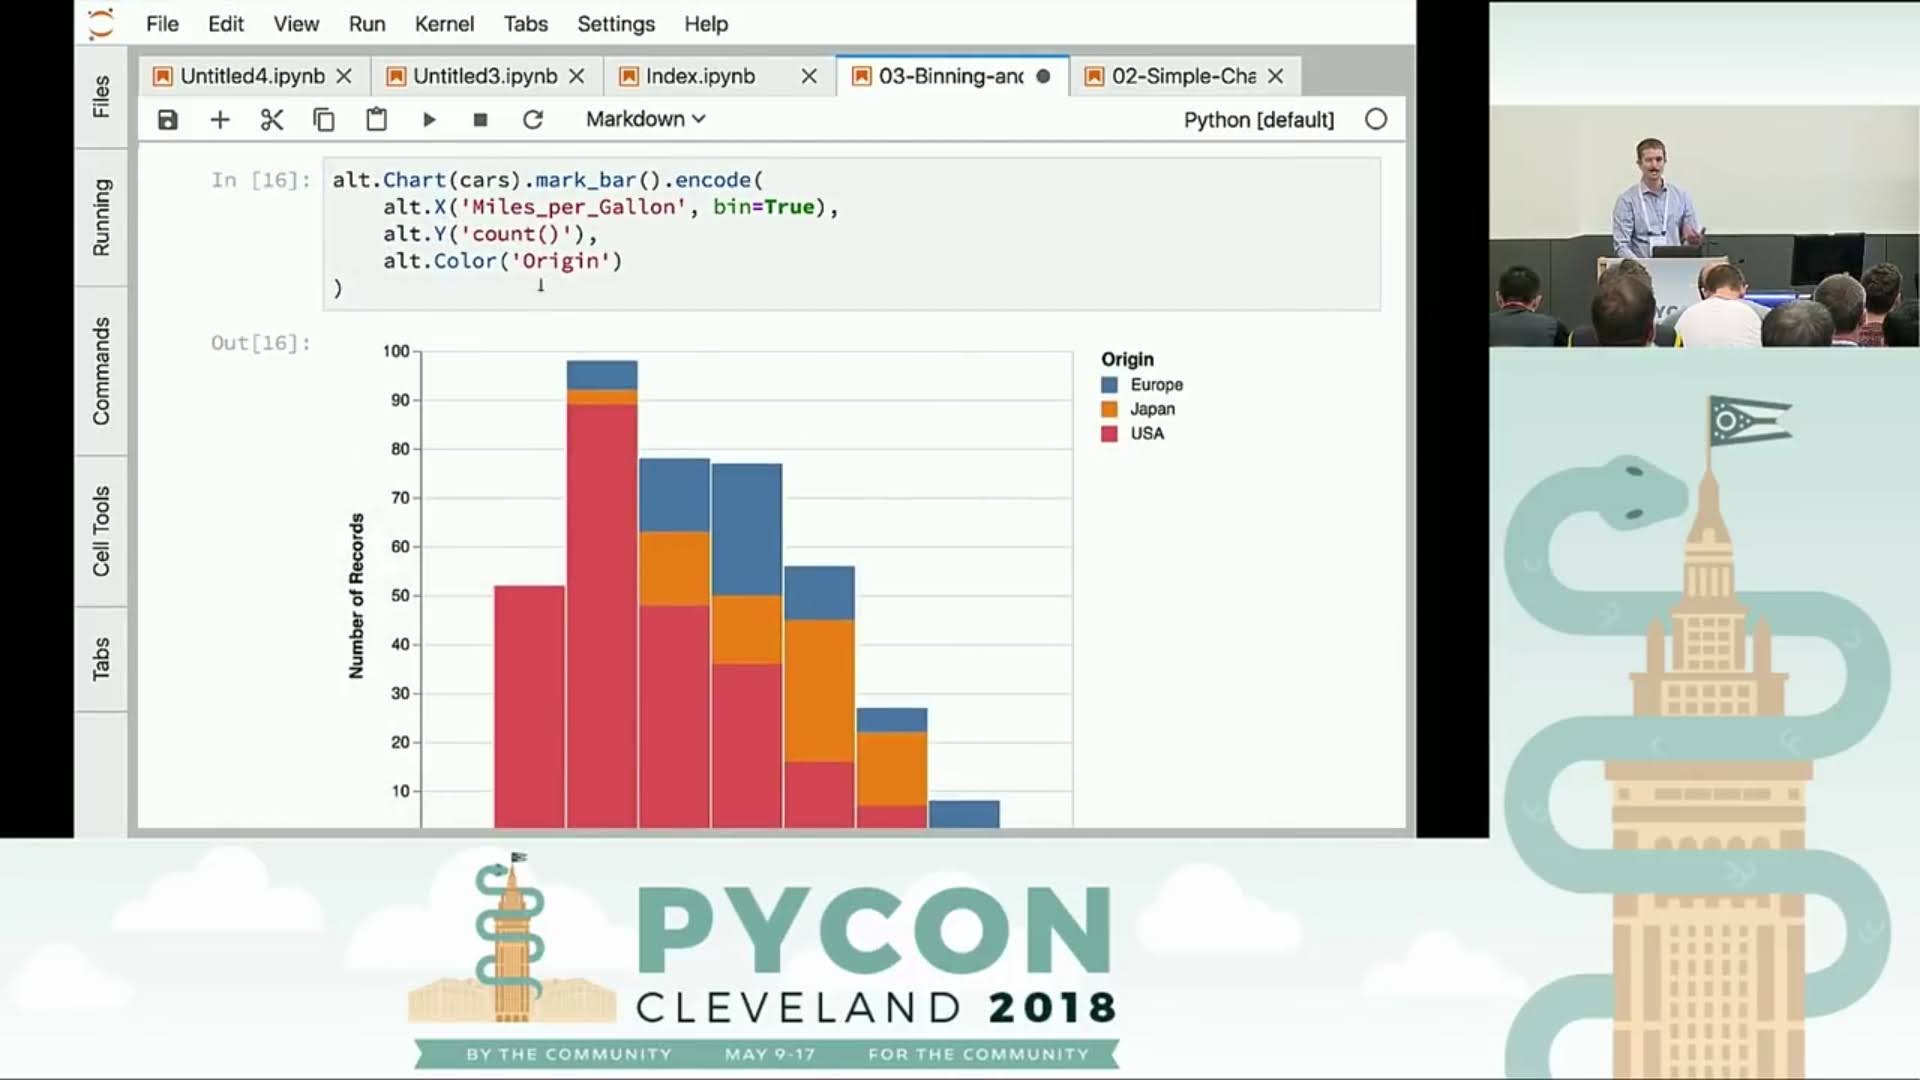 File Edit View Run Kernel Tabs Settings Help
Files
Running
Commands
Cell Tools
Tabs
Untitled4.ipynb
Untitled3.ipynb
Index.ipynb
03-Binning-and
02-Simple-Cha
Markdown
Python [default]
In [16]:
alt.Chart(cars).mark_bar().encode(
alt.X('Miles_per_Gallon', bin=True),
alt.Y('count()'),
alt.Color('Origin')
)
Out[16]:
100
90
80
70
60
50
40
30
20
10
Number of Records
Origin
Europe
Japan
USA
PYCON
CLEVELAND 2018
BY THE COMMUNITY MAY 9-17 FOR THE COMMUNITY